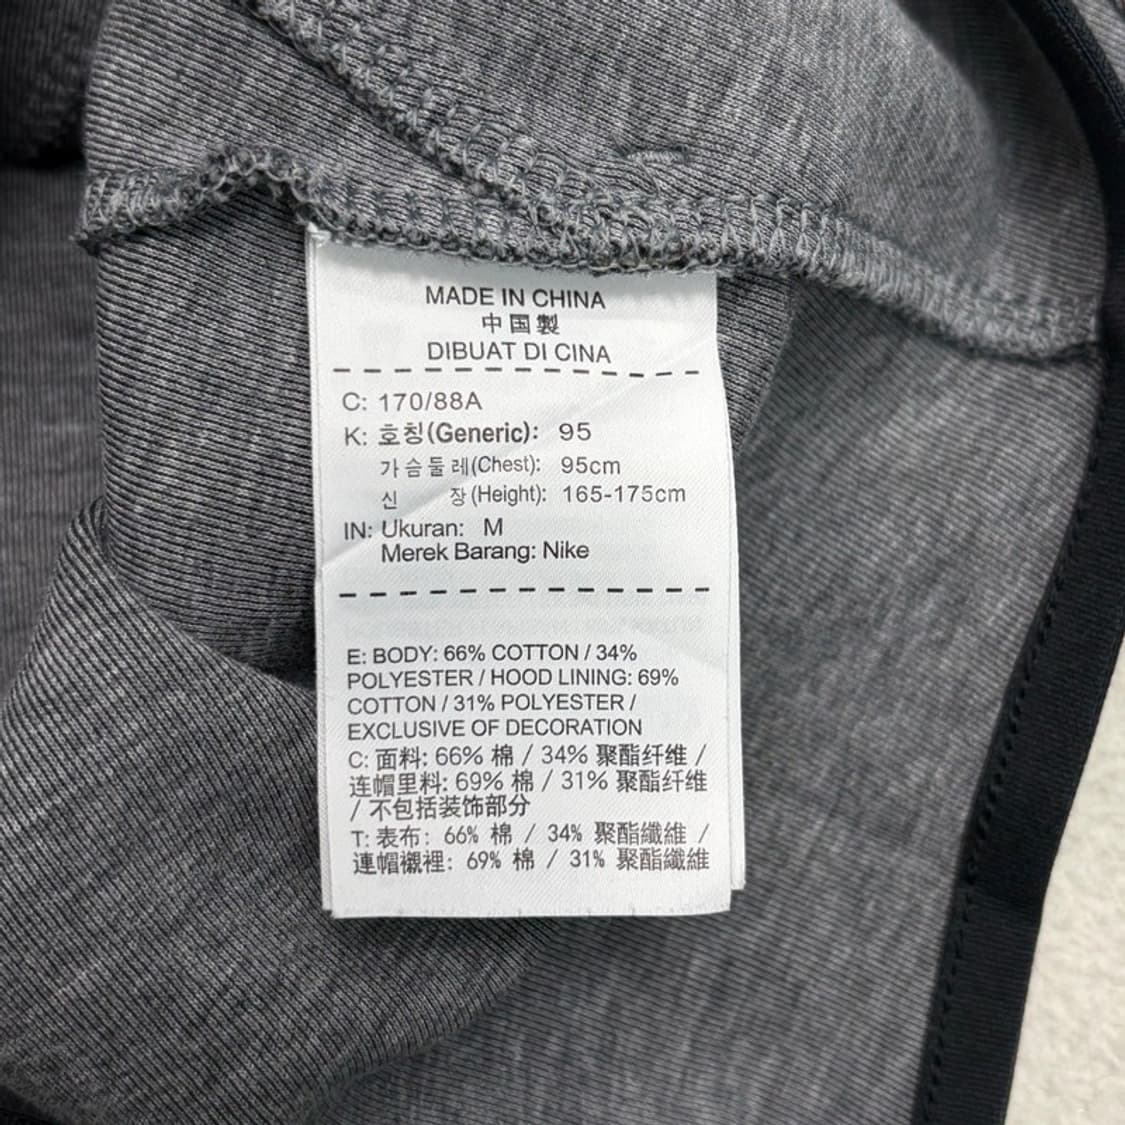 MADE IN CHINA
中国製
DIBUAT DI CINA
C: 170/88A
K: 호칭(Generic): 95
가슴둘레(Chest): 95cm
신 장(Height): 165-175cm
IN: Ukuran: M
Merek Barang: Nike
E: BODY: 66% COTTON / 34%
POLYESTER / HOOD LINING: 69%
COTTON / 31% POLYESTER /
EXCLUSIVE OF DECORATION
C: 面料: 66% 棉 / 34% 聚酯纤维 /
连帽里料: 69% 棉 / 31% 聚酯纤维
/ 不包括装饰部分
T: 表布: 66% 棉 / 34% 聚酯纖維 /
連帽襯裡: 69% 棉 / 31% 聚酯纖維